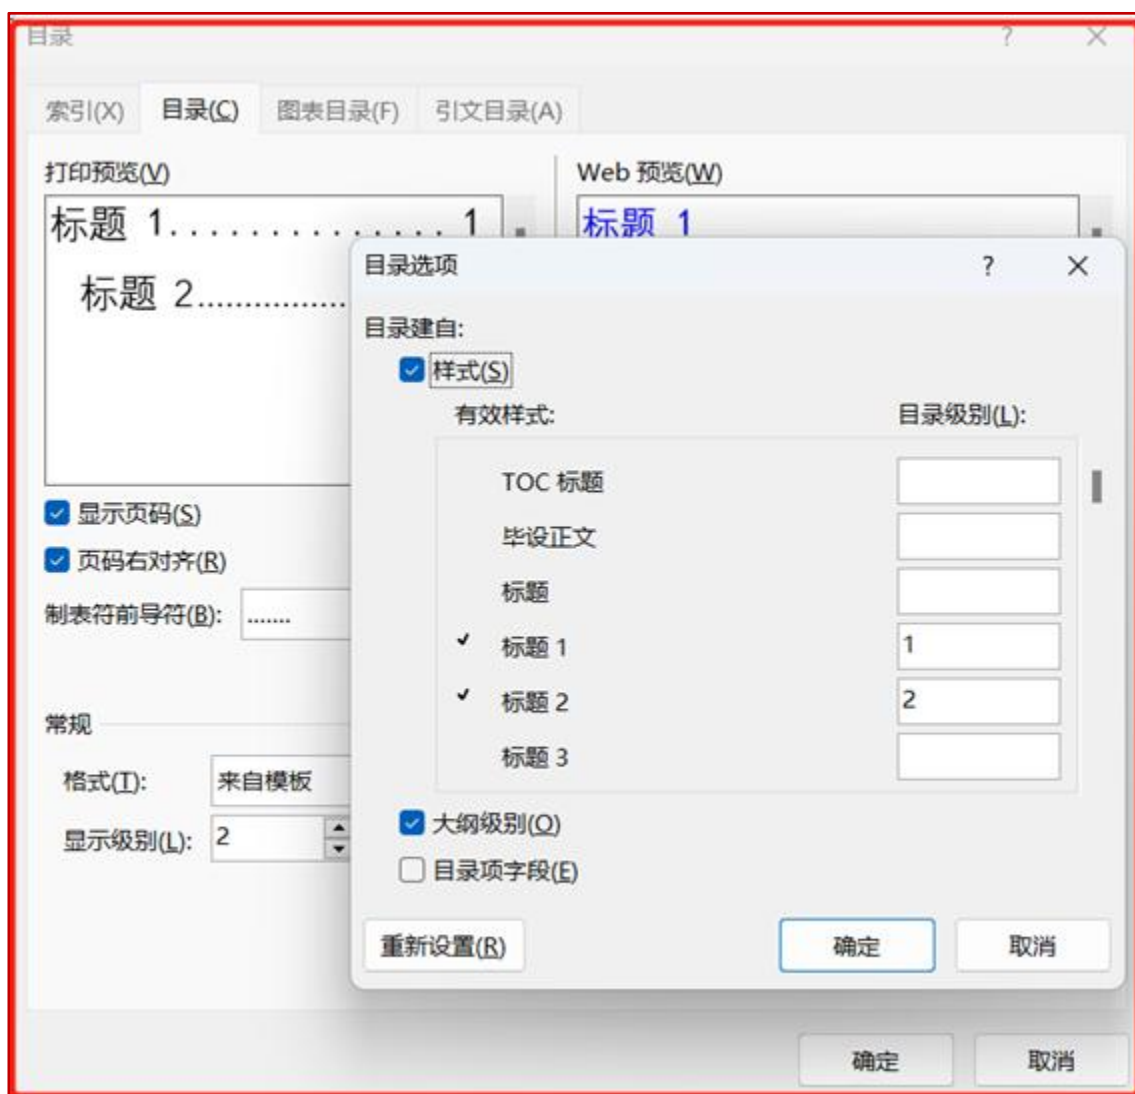 目录 ? ×
索引(X) 目录(C) 图表目录(F) 引文目录(A)
打印预览(V)
标题 1..............1
标题 2................
Web 预览(W)
标题 1
显示页码(S)
页码右对齐(R)
制表符前导符(B): .......
常规
格式(T): 来自模板
显示级别(L): 2
目录选项 ? ×
目录建自:
样式(S)
有效样式: 目录级别(L):
TOC 标题
毕设正文
标题
标题 1 1
标题 2 2
标题 3
大纲级别(O)
目录项字段(E)
重新设置(R) 确定 取消
确定 取消